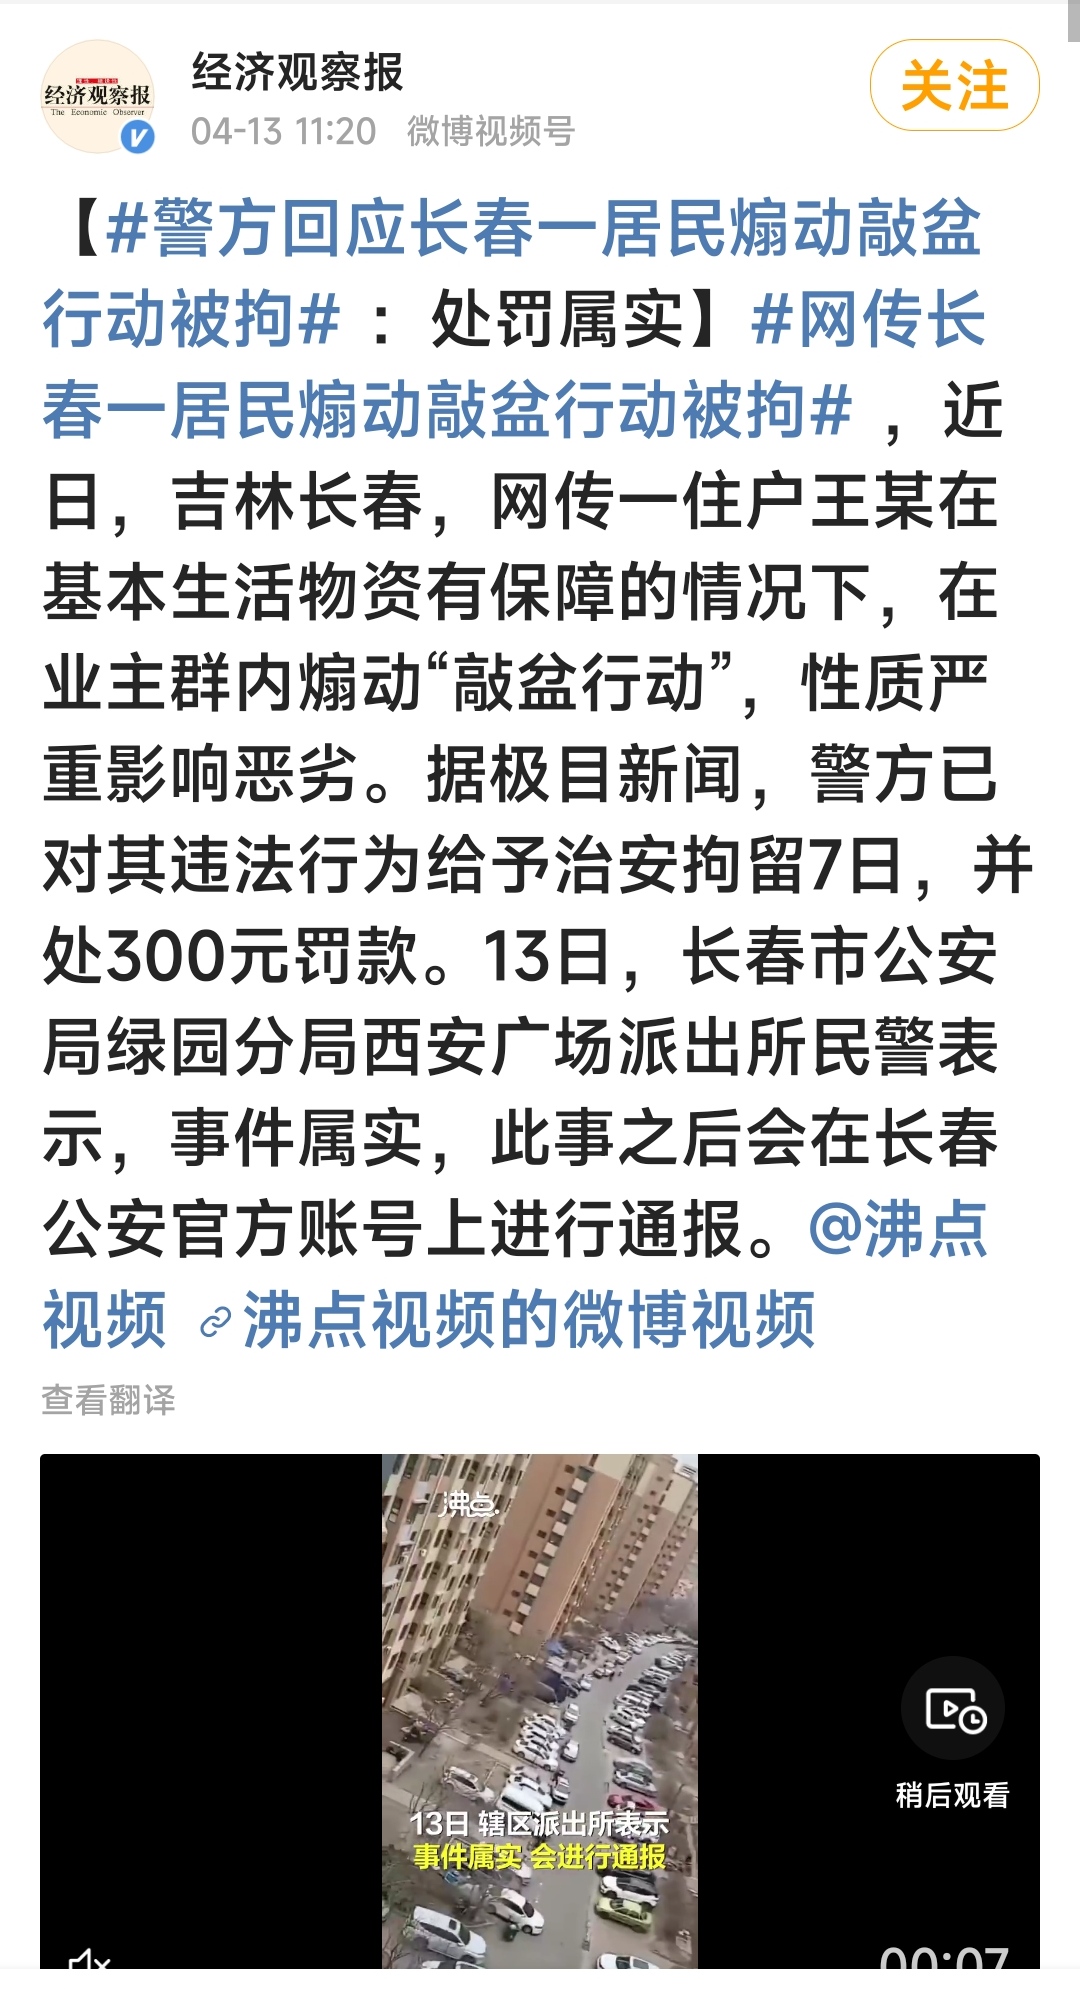 经济观察报
The Economic Observer
经济观察报
04-13 11:20 微博视频号
关注
【#警方回应长春一居民煽动敲盆
行动被拘# ：处罚属实】#网传长
春一居民煽动敲盆行动被拘# ，近
日，吉林长春，网传一住户王某在
基本生活物资有保障的情况下，在
业主群内煽动“敲盆行动”，性质严
重影响恶劣。据极目新闻，警方已
对其违法行为给予治安拘留7日，并
处300元罚款。13日，长春市公安
局绿园分局西安广场派出所民警表
示，事件属实，此事之后会在长春
公安官方账号上进行通报。@沸点
视频 沸点视频的微博视频
查看翻译
沸点
稍后观看
13日 辖区派出所表示
事件属实 会进行通报
00:07